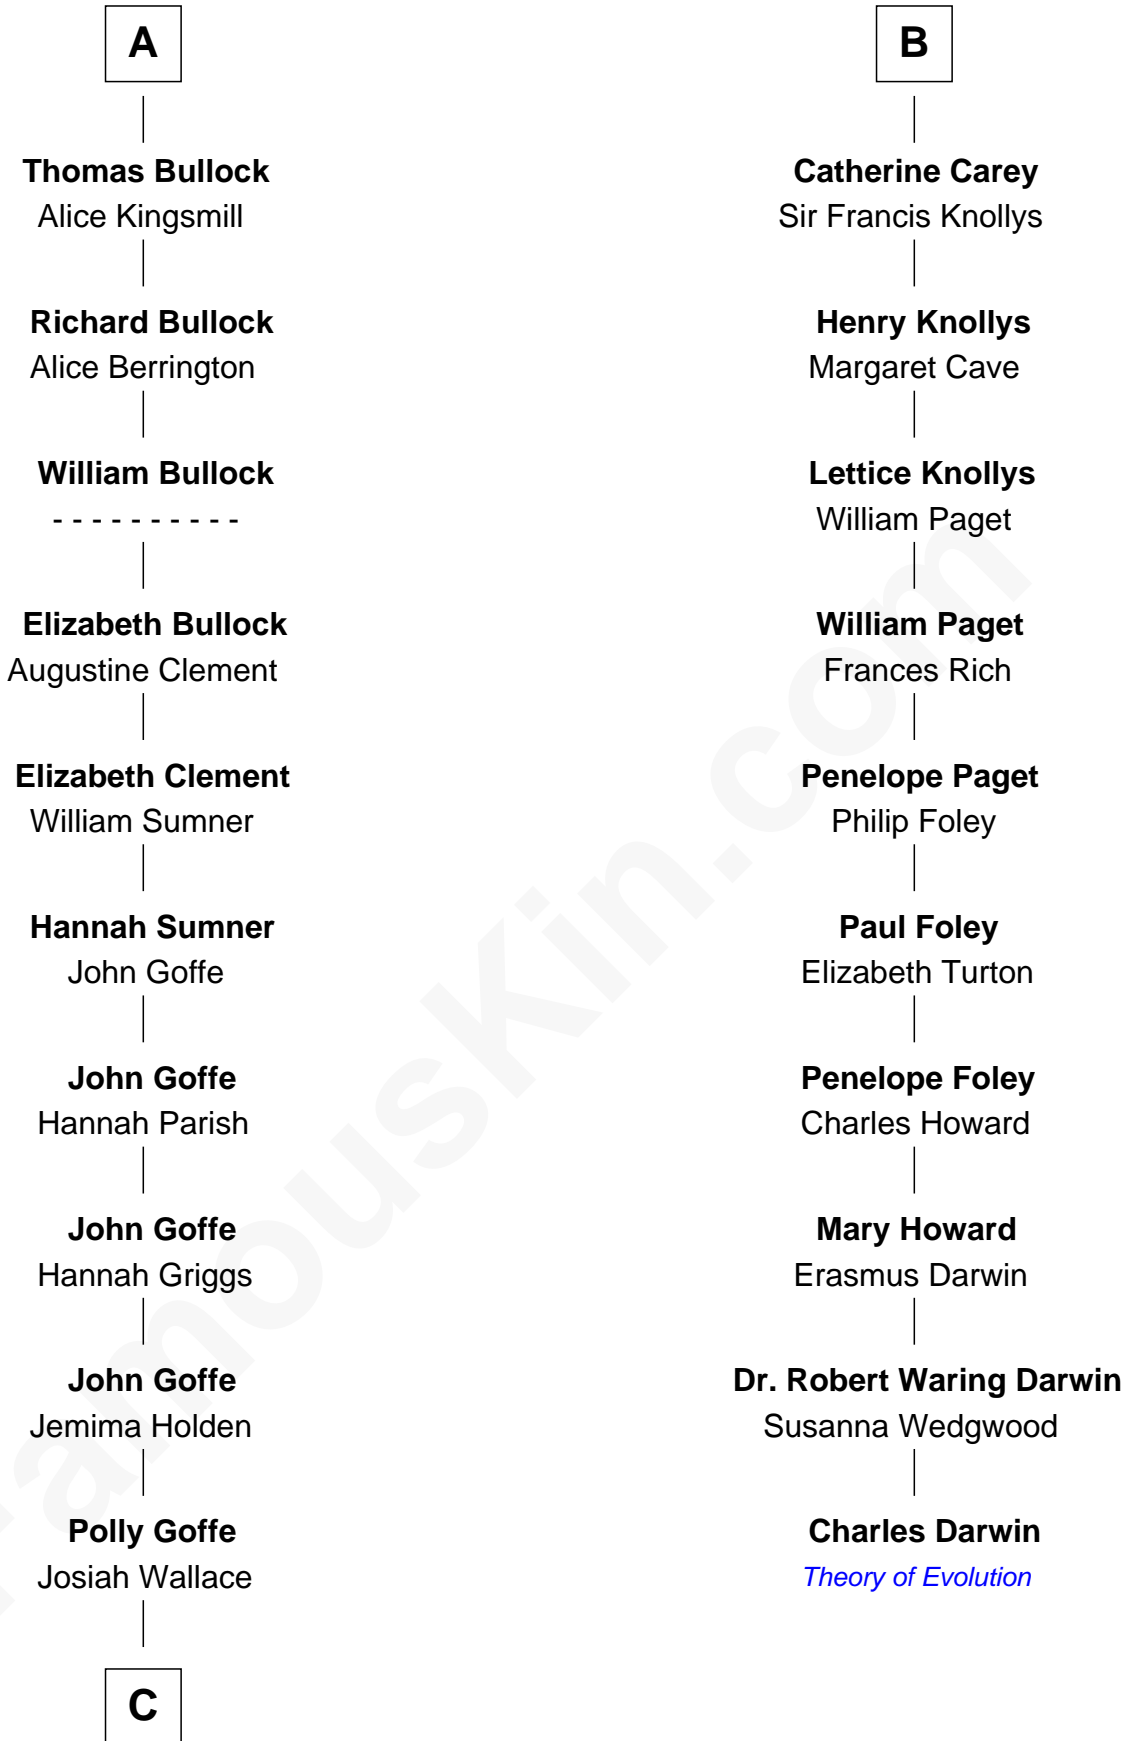 A
Thomas Bullock
Alice Kingsmill
Richard Bullock
Alice Berrington
William Bullock
- - - - - - - - - -
Elizabeth Bullock
Augustine Clement
Elizabeth Clement
William Sumner
Hannah Sumner
John Goffe
John Goffe
Hannah Parish
John Goffe
Hannah Griggs
John Goffe
Jemima Holden
Polly Goffe
Josiah Wallace
C
B
Catherine Carey
Sir Francis Knollys
Henry Knollys
Margaret Cave
Lettice Knollys
William Paget
William Paget
Frances Rich
Penelope Paget
Philip Foley
Paul Foley
Elizabeth Turton
Penelope Foley
Charles Howard
Mary Howard
Erasmus Darwin
Dr. Robert Waring Darwin
Susanna Wedgwood
Charles Darwin
Theory of Evolution
FamousKin.com